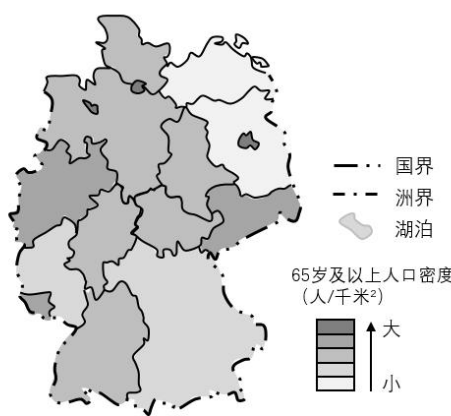 国界
洲界
湖泊
65岁及以上人口密度
（人/千米²）
大
小